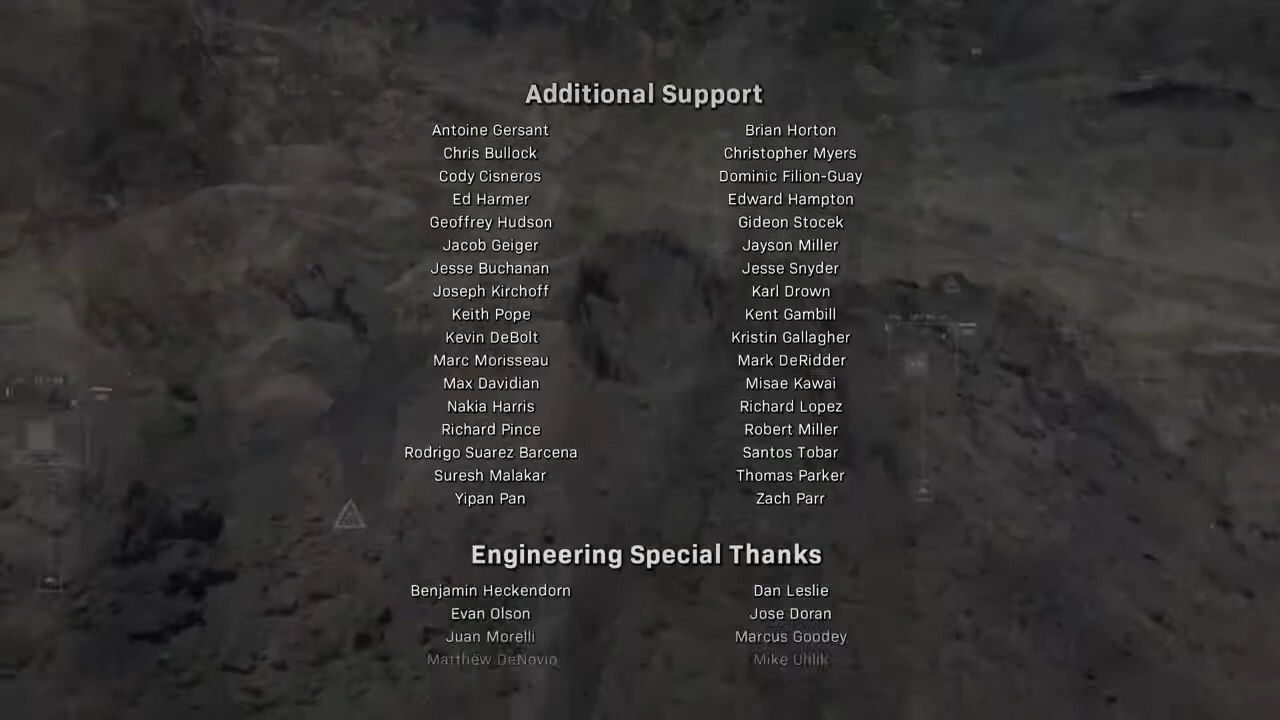 Additional Support
Antoine Gersant Brian Horton
Chris Bullock Christopher Myers
Cody Cisneros Dominic Filion-Guay
Ed Harmer Edward Hampton
Geoffrey Hudson Gideon Stocek
Jacob Geiger Jayson Miller
Jesse Buchanan Jesse Snyder
Joseph Kirchoff Karl Drown
Keith Pope Kent Gambill
Kevin DeBolt Kristin Gallagher
Marc Morisseau Mark DeRidder
Max Davidian Misae Kawai
Nakia Harris Richard Lopez
Richard Pince Robert Miller
Rodrigo Suarez Barcena Santos Tobar
Suresh Malakar Thomas Parker
Yipan Pan Zach Parr
Engineering Special Thanks
Benjamin Heckendorn Dan Leslie
Evan Olson Jose Doran
Juan Morelli Marcus Goodey
Matthew DeNovio Mike Uhlik